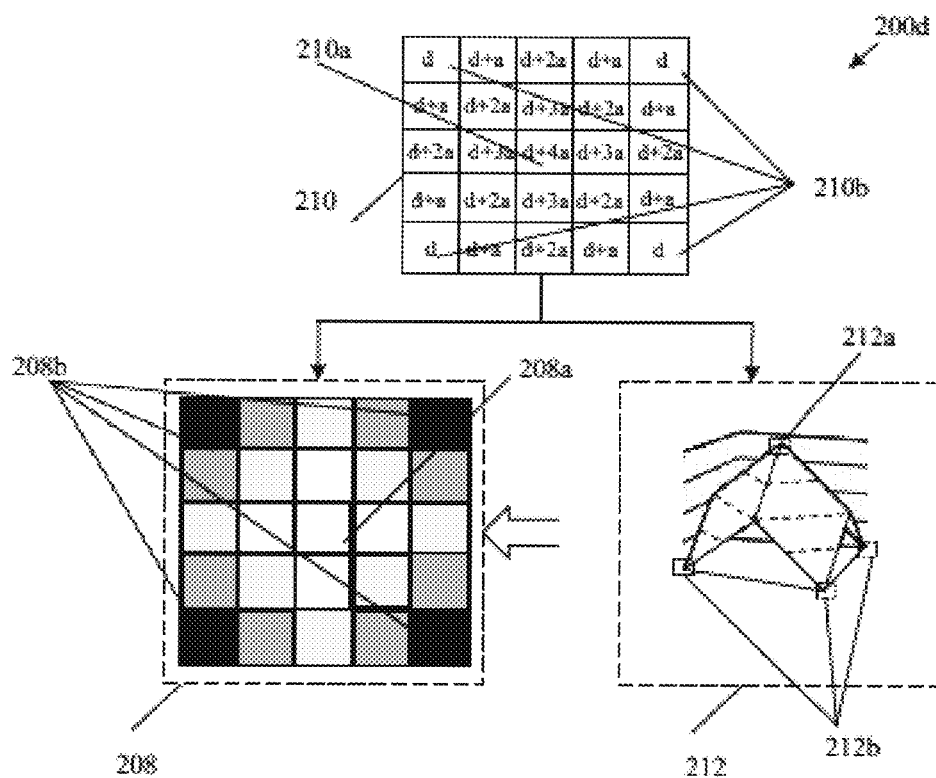 200d
210a
d d+a d+2a d+a d
d+a d+2a d+3a d+2a d+a
d+2a d+3a d+4a d+3a d+2a
210
210b
d+a d+2a d+3a d+2a d+a
d d+a d+2a d+a d
212a
208b
208a
208
212
212b